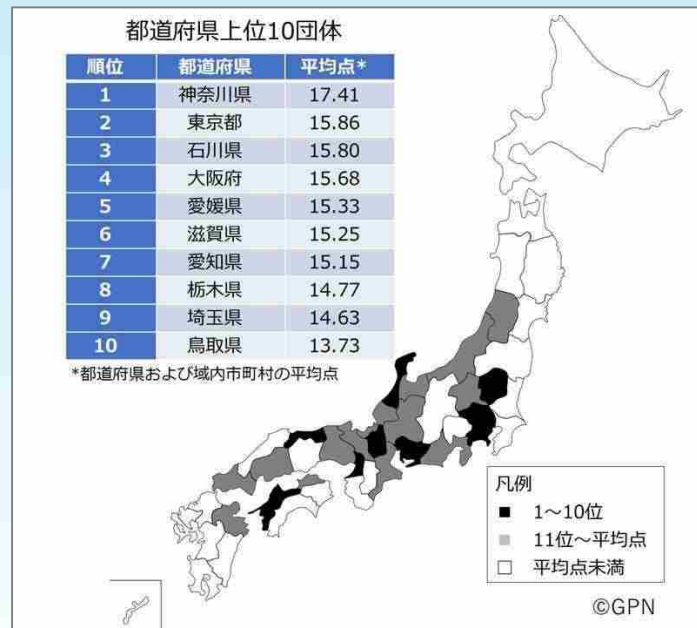 都道府県上位10団体
順位 都道府県 平均点*
1 神奈川県 17.41
2 東京都 15.86
3 石川県 15.80
4 大阪府 15.68
5 愛媛県 15.33
6 滋賀県 15.25
7 愛知県 15.15
8 栃木県 14.77
9 埼玉県 14.63
10 鳥取県 13.73
*都道府県および域内市町村の平均点
凡例
■ 1～10位
■ 11位～平均点
□ 平均点未満
©GPN